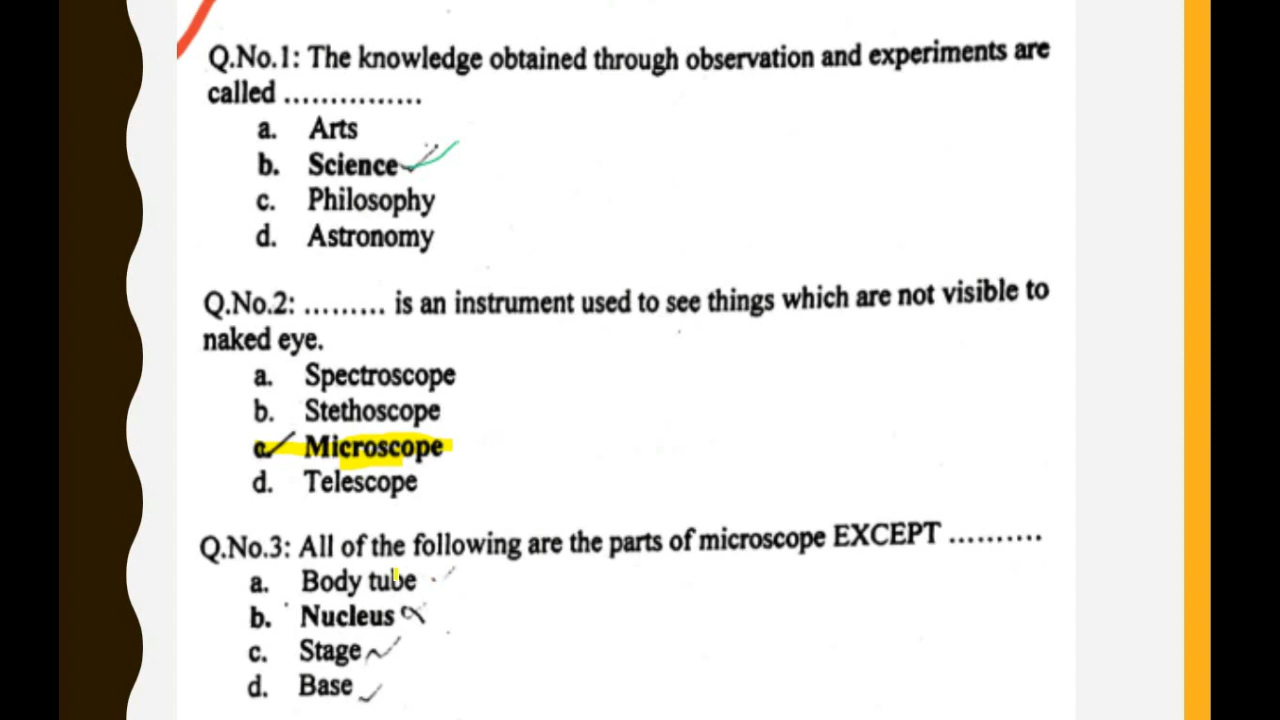 Q.No.1: The knowledge obtained through observation and experiments are
called ...............
a. Arts
b. Science
c. Philosophy
d. Astronomy
Q.No.2: ......... is an instrument used to see things which are not visible to
naked eye.
a. Spectroscope
b. Stethoscope
c. Microscope
d. Telescope
Q.No.3: All of the following are the parts of microscope EXCEPT ..........
a. Body tube
b. Nucleus
c. Stage
d. Base